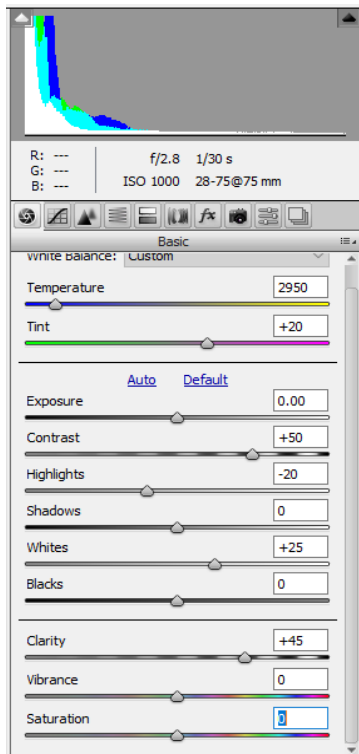 R: ---
G: ---
B: ---
f/2.8 1/30 s
ISO 1000 28-75@75 mm
fx
Basic
White Balance: Custom
Temperature 2950
Tint +20
Auto Default
Exposure 0.00
Contrast +50
Highlights -20
Shadows 0
Whites +25
Blacks 0
Clarity +45
Vibrance 0
Saturation 0